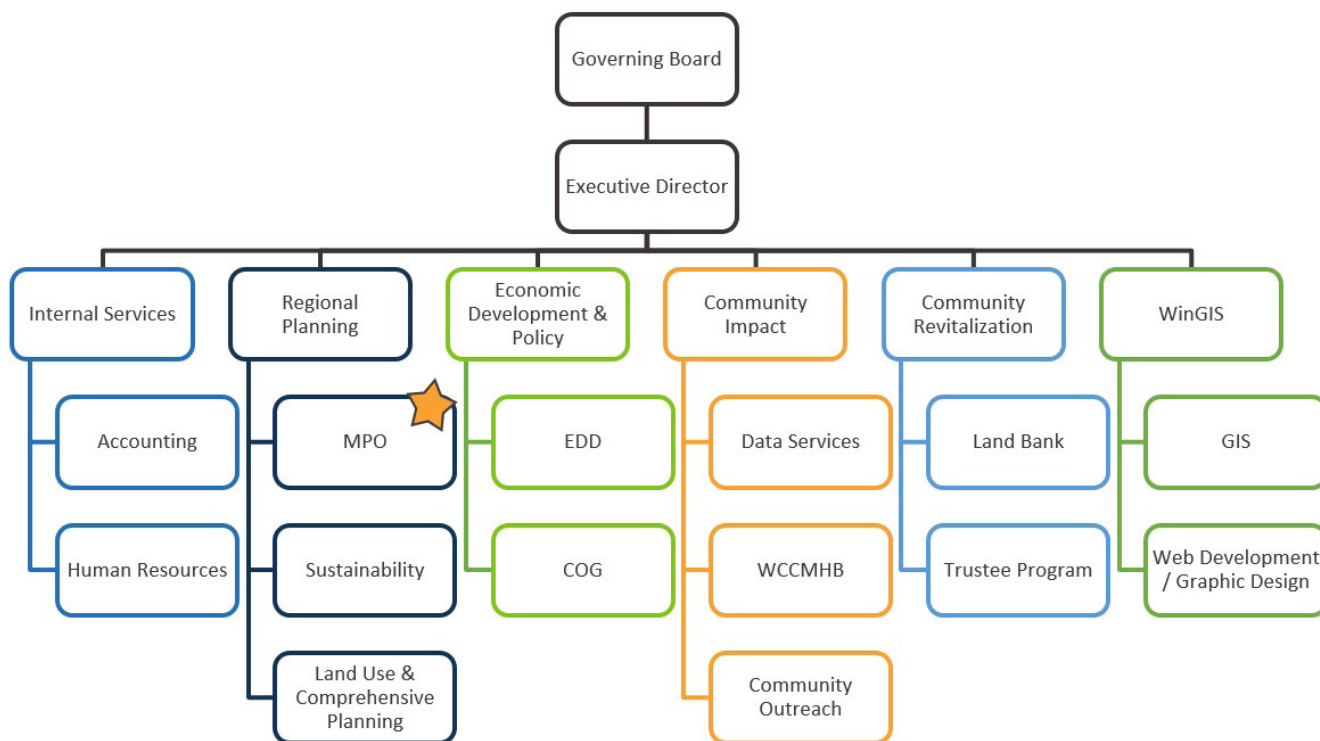 Governing Board
Executive Director
Internal Services
Regional
Planning
Economic
Development &
Policy
Community
Impact
Community
Revitalization
WinGIS
Accounting
MPO
EDD
Data Services
Land Bank
GIS
Human Resources
Sustainability
COG
WCCMHB
Trustee Program
Web Development
/ Graphic Design
Land Use &
Comprehensive
Planning
Community
Outreach